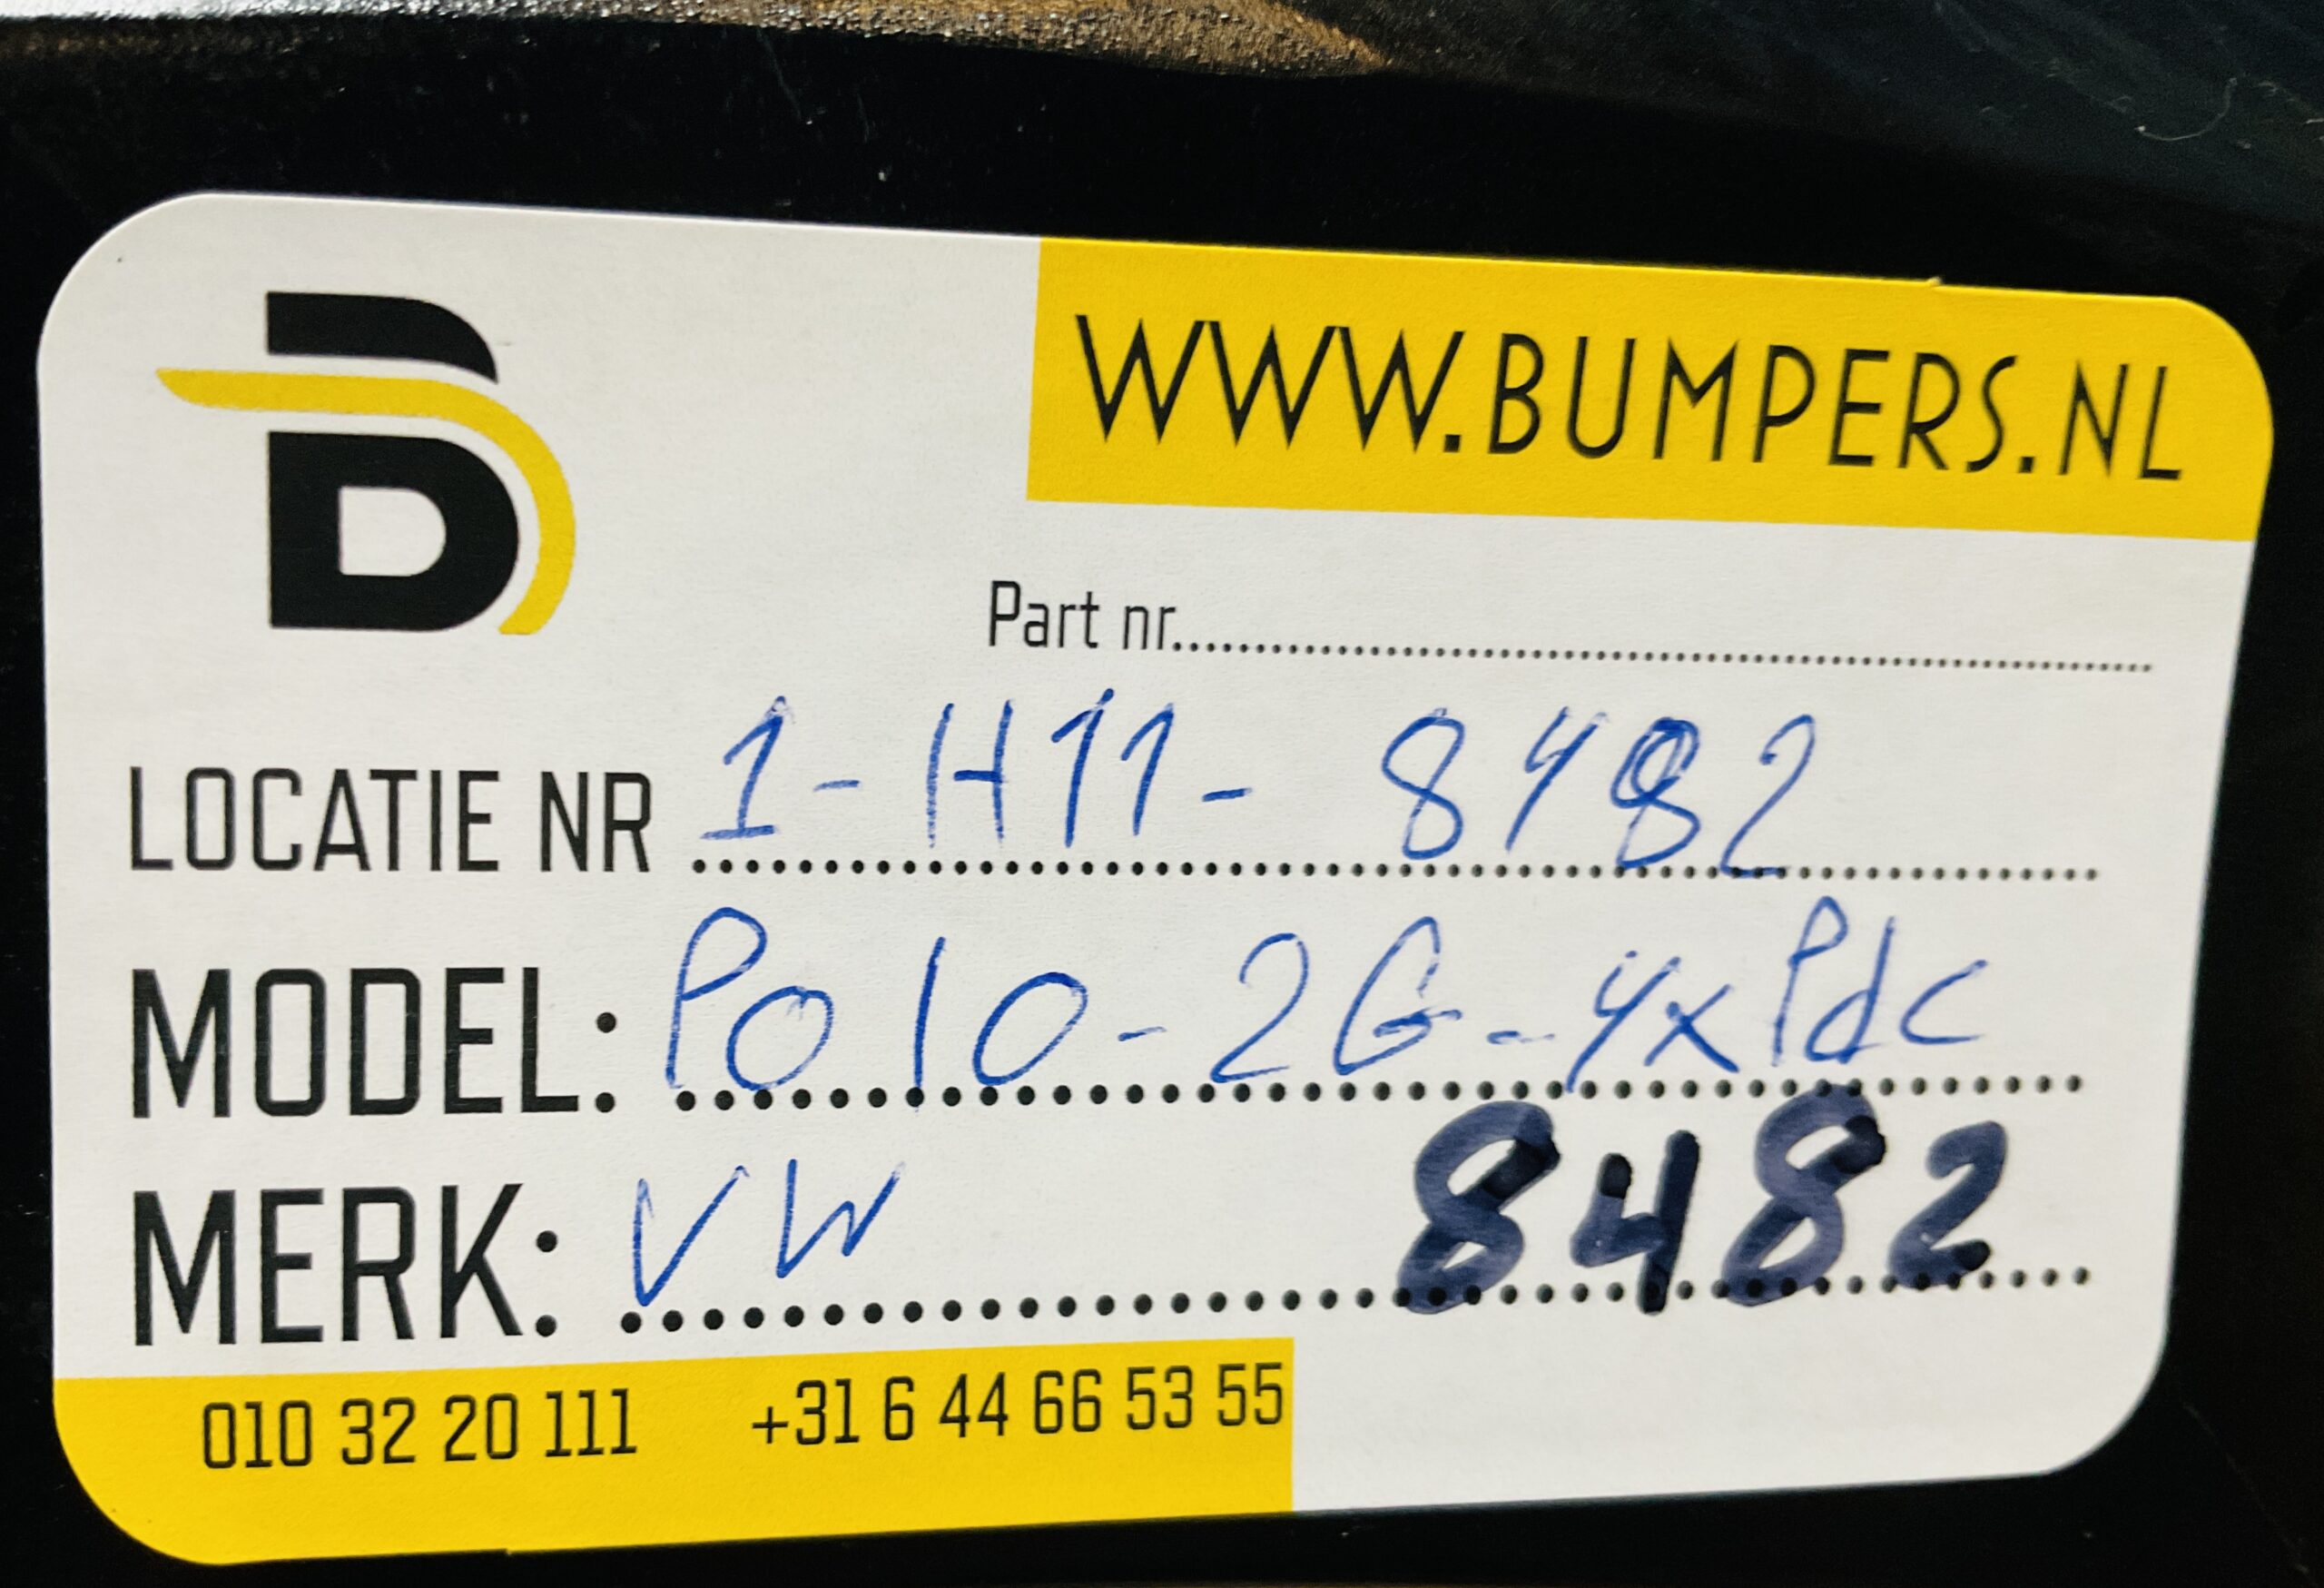 B
WWW.BUMPERS.NL
Part nr..........
LOCATIE NR 1-H11-8482
MODEL: Polo-2G-4xPdc
MERK: VW 8482
010 32 20 111 +31 6 44 66 53 55